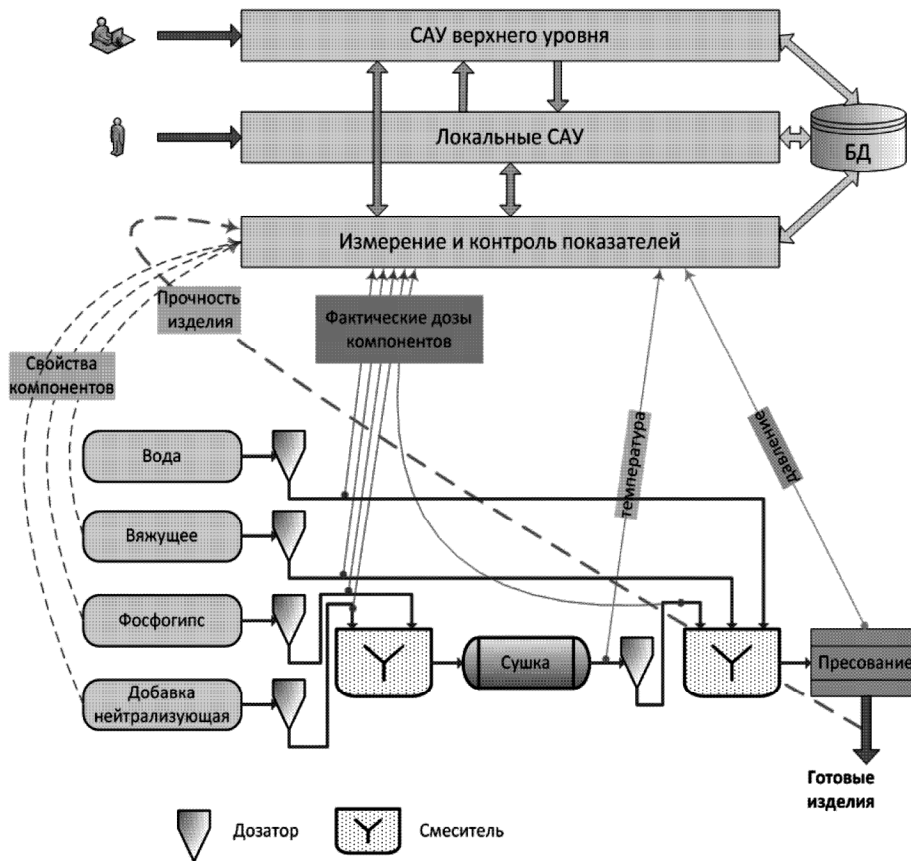 САУ верхнего уровня
Локальные САУ
БД
Измерение и контроль показателей
Прочность
изделия
Фактические дозы
компонентов
Свойства
компонентов
температура
давление
Вода
Вяжущее
Фосфогипс
Добавка
нейтрализующая
Сушка
Пресование
Готовые
изделия
Дозатор
Смеситель